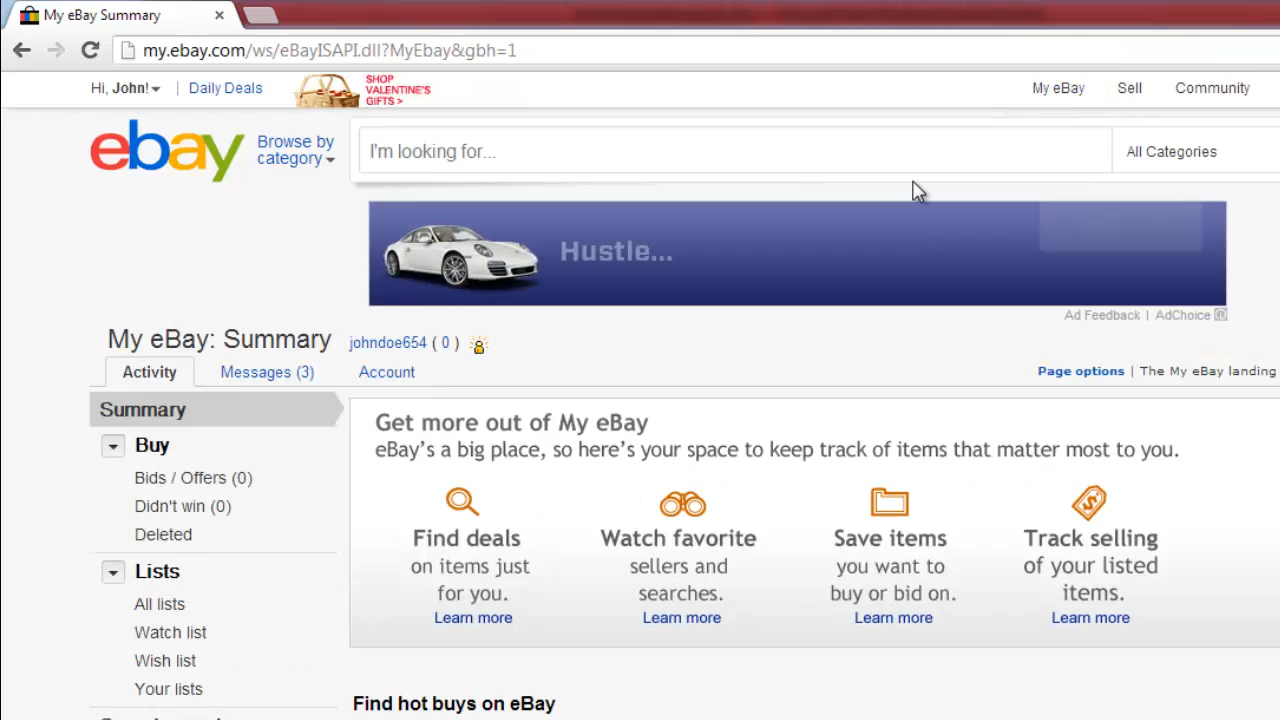 My eBay Summary
my.ebay.com/ws/eBayISAPI.dll?MyEbay&gbh=1
Hi, John! | Daily Deals
SHOP
VALENTINE'S
GIFTS >
My eBay Sell Community
ebay
Browse by
category
I'm looking for...
All Categories
Hustle...
Ad Feedback | AdChoice
My eBay: Summary johndoe654 ( 0 )
Activity Messages (3) Account
Page options | The My eBay landing
Summary
Buy
Bids / Offers (0)
Didn't win (0)
Deleted
Lists
All lists
Watch list
Wish list
Your lists
Get more out of My eBay
eBay's a big place, so here's your space to keep track of items that matter most to you.
Find deals
on items just
for you.
Learn more
Watch favorite
sellers and
searches.
Learn more
Save items
you want to
buy or bid on.
Learn more
Track selling
of your listed
items.
Learn more
Find hot buys on eBay